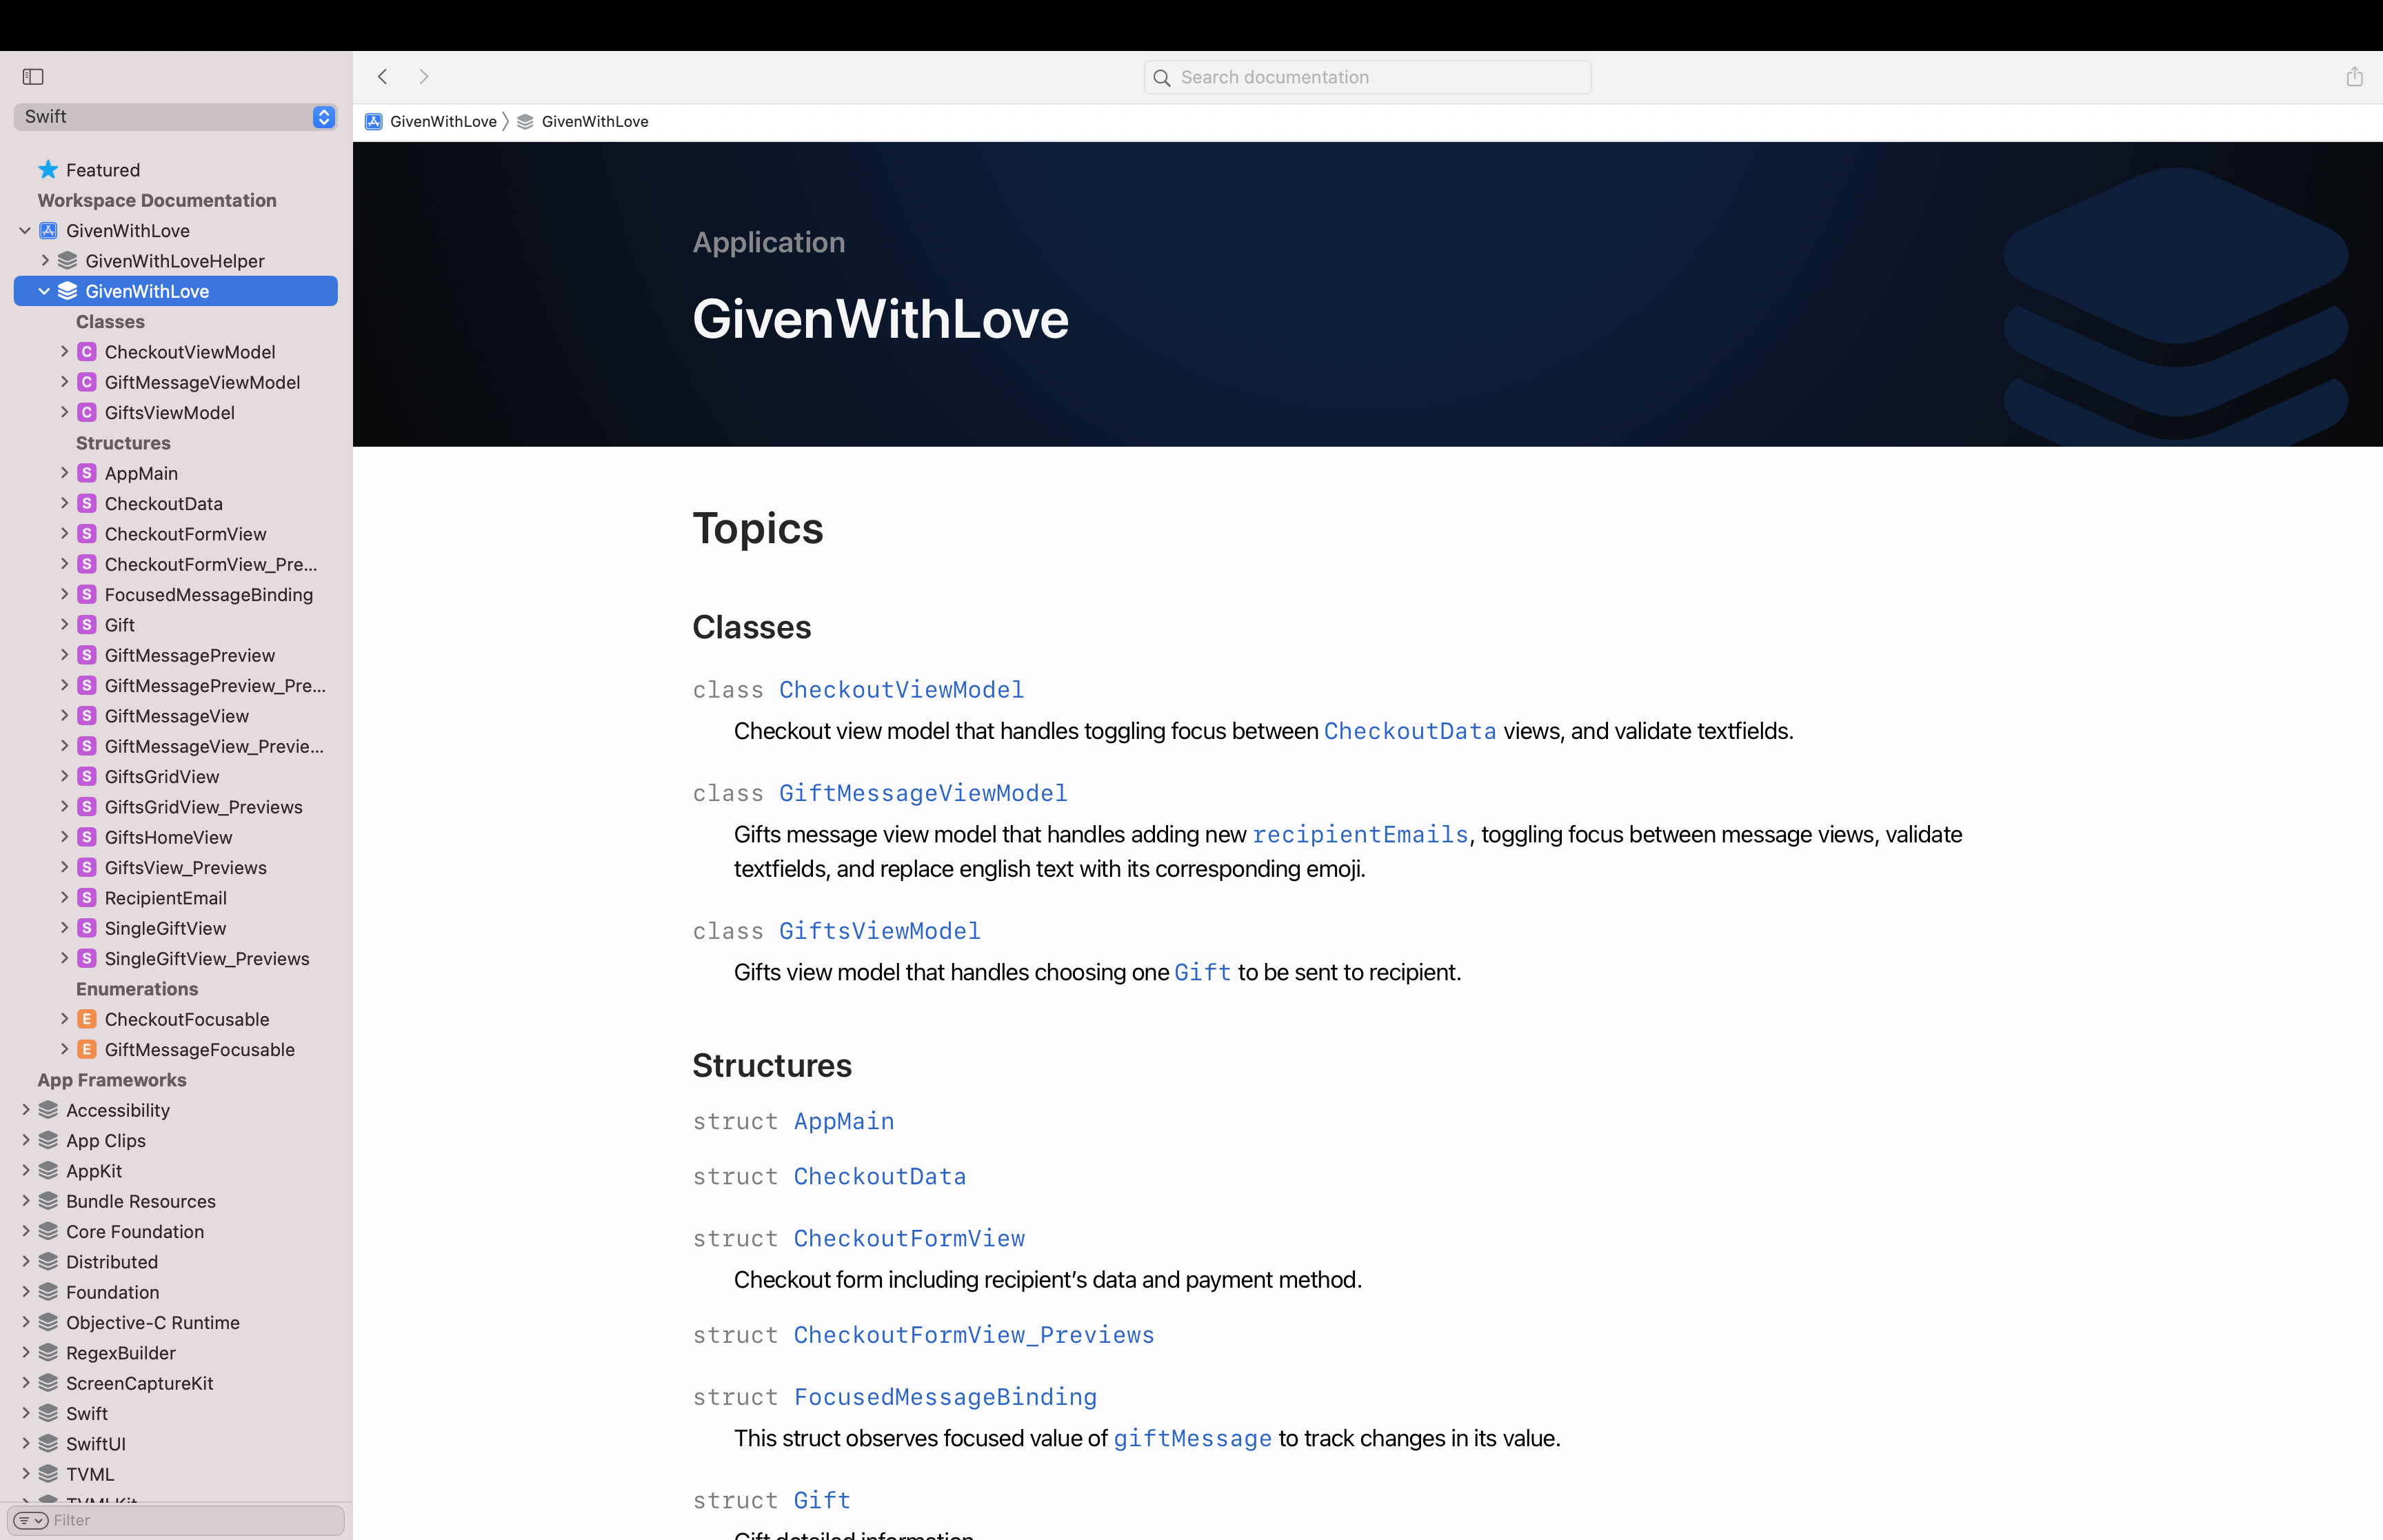 Swift
Featured
Workspace Documentation
GivenWithLove
GivenWithLoveHelper
GivenWithLove
Classes
C CheckoutViewModel
C GiftMessageViewModel
C GiftsViewModel
Structures
S AppMain
S CheckoutData
S CheckoutFormView
S CheckoutFormView_Pre...
S FocusedMessageBinding
S Gift
S GiftMessagePreview
S GiftMessagePreview_Pre...
S GiftMessageView
S GiftMessageView_Previe...
S GiftsGridView
S GiftsGridView_Previews
S GiftsHomeView
S GiftsView_Previews
S RecipientEmail
S SingleGiftView
S SingleGiftView_Previews
Enumerations
E CheckoutFocusable
E GiftMessageFocusable
App Frameworks
Accessibility
App Clips
AppKit
Bundle Resources
Core Foundation
Distributed
Foundation
Objective-C Runtime
RegexBuilder
ScreenCaptureKit
Swift
SwiftUI
TVML
TVMLKit
Filter
Search documentation
GivenWithLove GivenWithLove
Application
GivenWithLove
Topics
Classes
class CheckoutViewModel
Checkout view model that handles toggling focus between CheckoutData views, and validate textfields.
class GiftMessageViewModel
Gifts message view model that handles adding new recipientEmails, toggling focus between message views, validate
textfields, and replace english text with its corresponding emoji.
class GiftsViewModel
Gifts view model that handles choosing one Gift to be sent to recipient.
Structures
struct AppMain
struct CheckoutData
struct CheckoutFormView
Checkout form including recipient’s data and payment method.
struct CheckoutFormView_Previews
struct FocusedMessageBinding
This struct observes focused value of giftMessage to track changes in its value.
struct Gift
Gift detailed information.